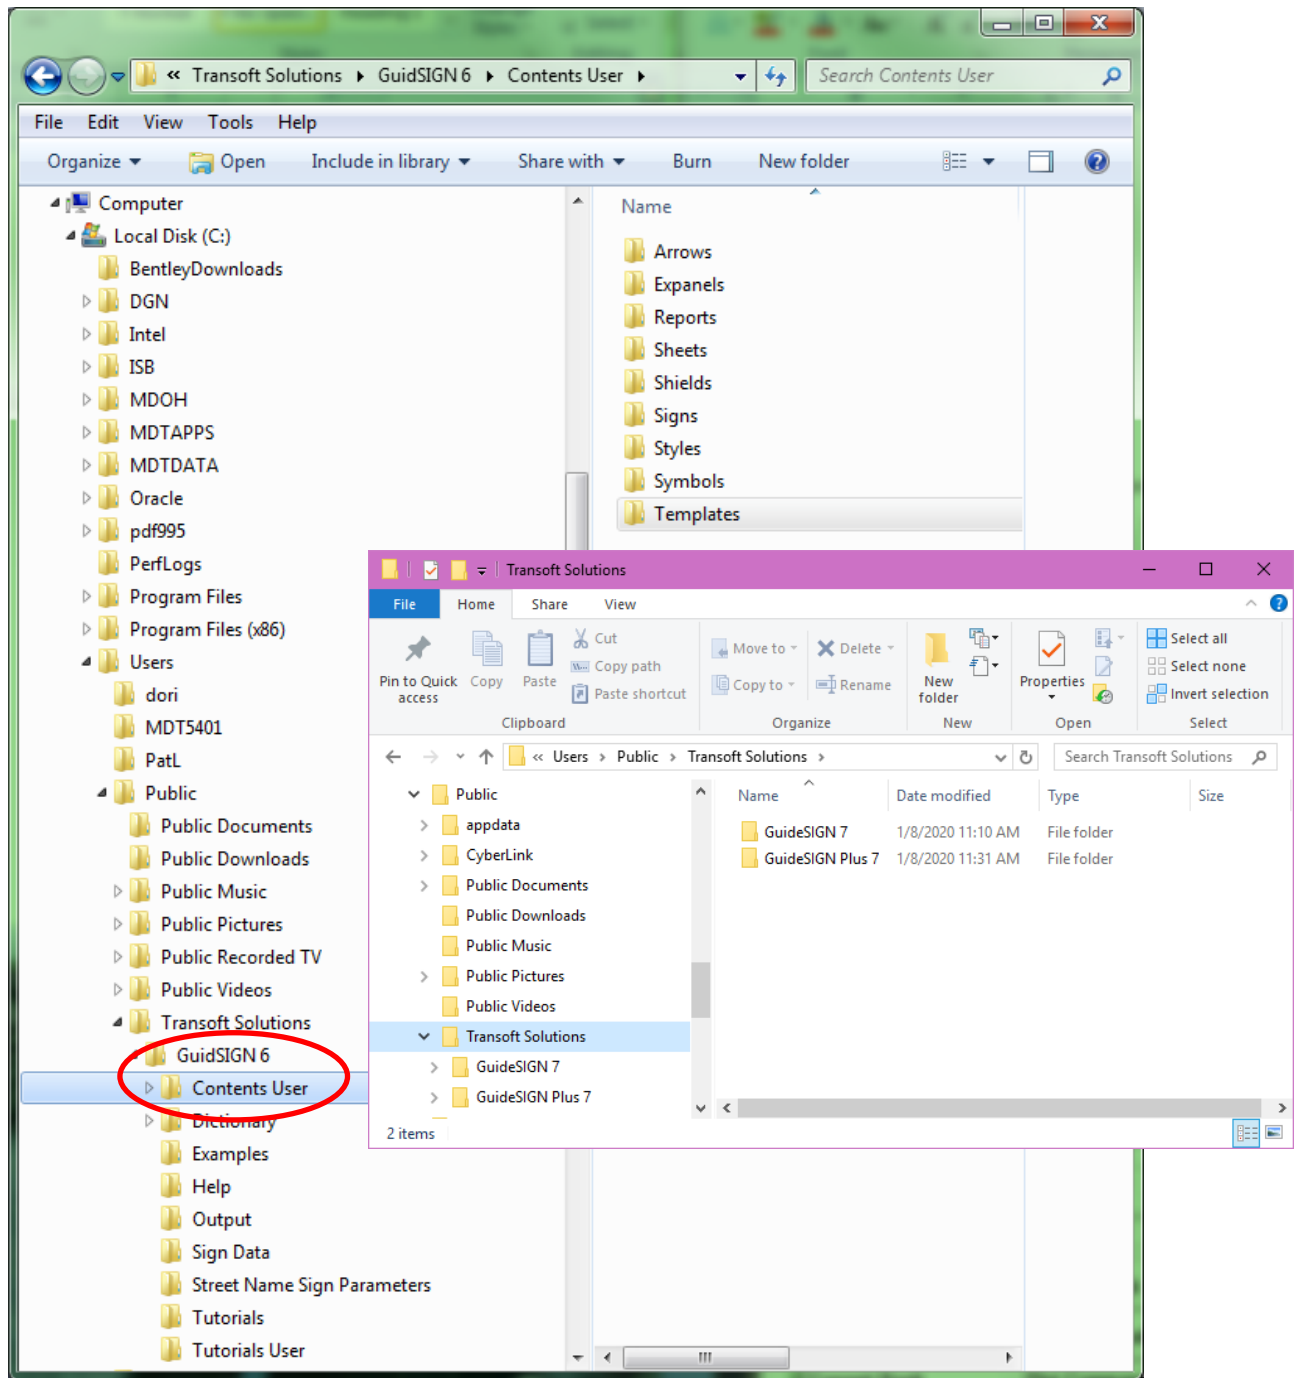 « Transoft Solutions GuidSIGN 6 Contents User
Search Contents User
File Edit View Tools Help
Organize Open Include in library Share with Burn New folder
Computer
Local Disk (C:)
BentleyDownloads
DGN
Intel
ISB
MDOH
MDTAPPS
MDTDATA
Oracle
pdf995
PerfLogs
Program Files
Program Files (x86)
Users
dori
MDT5401
PatL
Public
Public Documents
Public Downloads
Public Music
Public Pictures
Public Recorded TV
Public Videos
Transoft Solutions
GuidSIGN 6
Contents User
Dictionary
Examples
Help
Output
Sign Data
Street Name Sign Parameters
Tutorials
Tutorials User
Name
Arrows
Expanels
Reports
Sheets
Shields
Signs
Styles
Symbols
Templates
Transoft Solutions
File Home Share View
Pin to Quick access
Copy
Paste
Cut
Copy path
Paste shortcut
Clipboard
Move to
Copy to
Delete
Rename
Organize
New folder
New
Properties
Open
Select all
Select none
Invert selection
Select
« Users > Public > Transoft Solutions >
Search Transoft Solutions
Public
appdata
CyberLink
Public Documents
Public Downloads
Public Music
Public Pictures
Public Videos
Transoft Solutions
GuideSIGN 7
GuideSIGN Plus 7
Name Date modified Type Size
GuideSIGN 7 1/8/2020 11:10 AM File folder
GuideSIGN Plus 7 1/8/2020 11:31 AM File folder
2 items